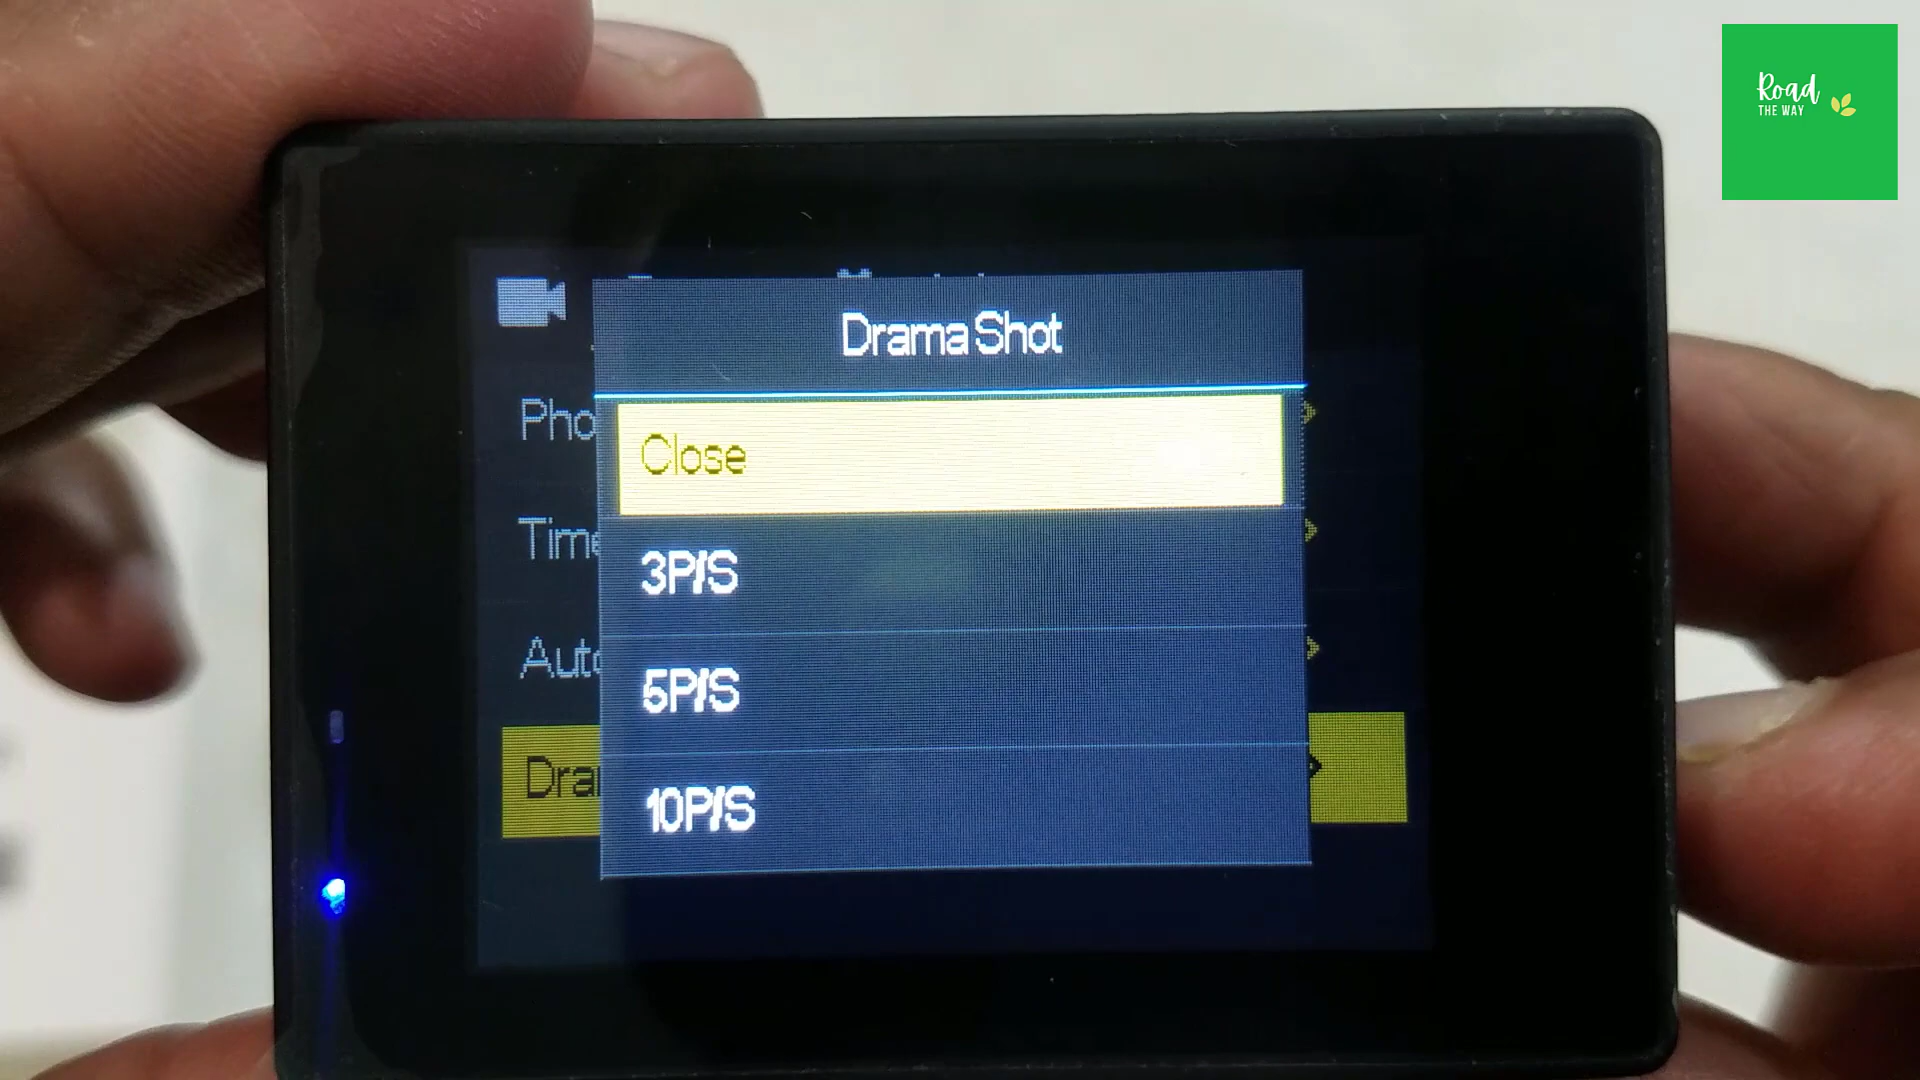 Road
THE WAY
Drama Shot
Pho
Close
Time
3P/S
Auto
5P/S
Dra
10P/S